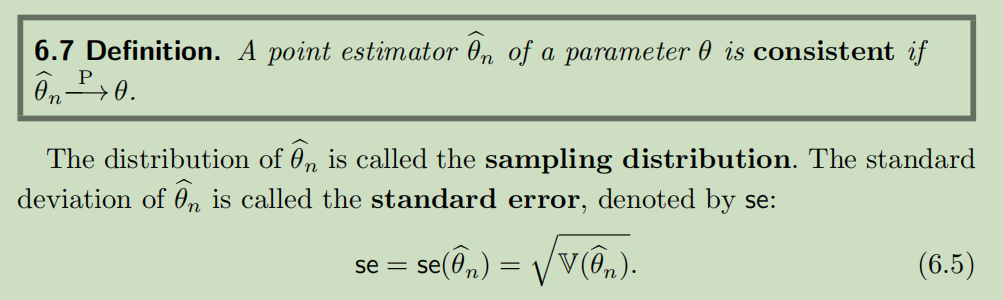 6.7 Definition. A point estimator θ̂ₙ of a parameter θ is consistent if
θ̂ₙ —P→ θ.
The distribution of θ̂ₙ is called the sampling distribution. The standard
deviation of θ̂ₙ is called the standard error, denoted by se:
se = se(θ̂ₙ) = √𝕍(θ̂ₙ). (6.5)